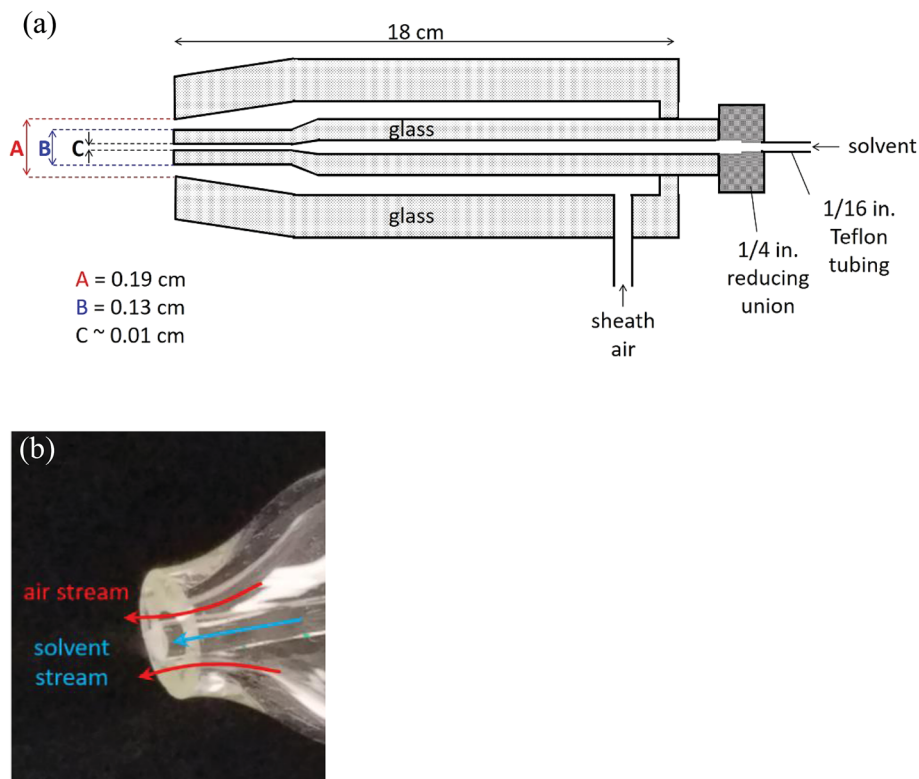 (a)
18 cm
glass
A
B
C
solvent
glass
1/16 in.
Teflon
tubing
1/4 in.
reducing
union
A = 0.19 cm
B = 0.13 cm
C ~ 0.01 cm
sheath
air
(b)
air stream
solvent
stream